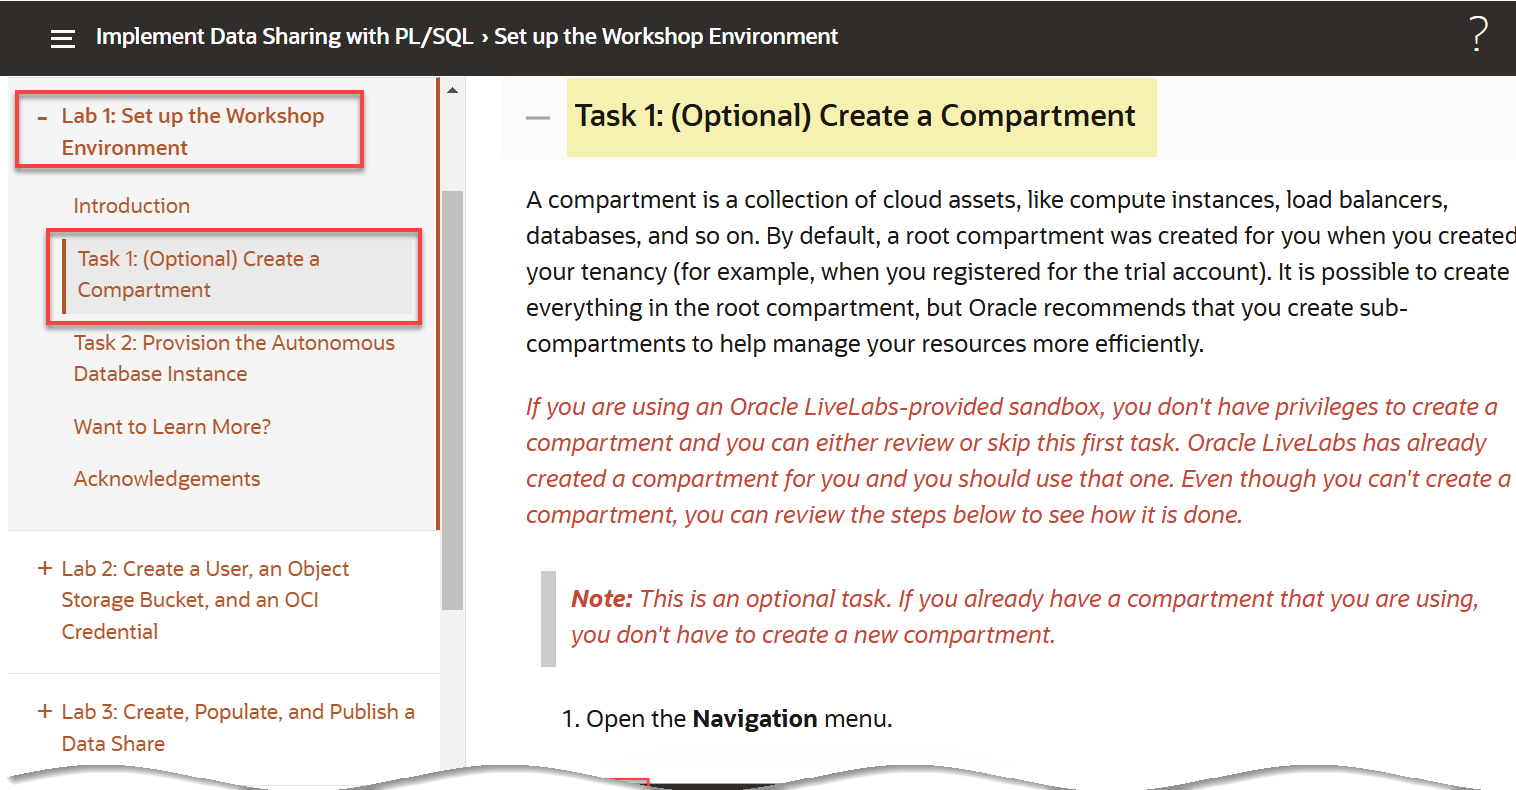 Implement Data Sharing with PL/SQL › Set up the Workshop Environment
?
– Lab 1: Set up the Workshop
Environment
Introduction
Task 1: (Optional) Create a
Compartment
Task 2: Provision the Autonomous
Database Instance
Want to Learn More?
Acknowledgements
+ Lab 2: Create a User, an Object
Storage Bucket, and an OCI
Credential
+ Lab 3: Create, Populate, and Publish a
Data Share
— Task 1: (Optional) Create a Compartment
A compartment is a collection of cloud assets, like compute instances, load balancers,
databases, and so on. By default, a root compartment was created for you when you created
your tenancy (for example, when you registered for the trial account). It is possible to create
everything in the root compartment, but Oracle recommends that you create sub-
compartments to help manage your resources more efficiently.
If you are using an Oracle LiveLabs-provided sandbox, you don't have privileges to create a
compartment and you can either review or skip this first task. Oracle LiveLabs has already
created a compartment for you and you should use that one. Even though you can't create a
compartment, you can review the steps below to see how it is done.
Note: This is an optional task. If you already have a compartment that you are using,
you don't have to create a new compartment.
1. Open the Navigation menu.